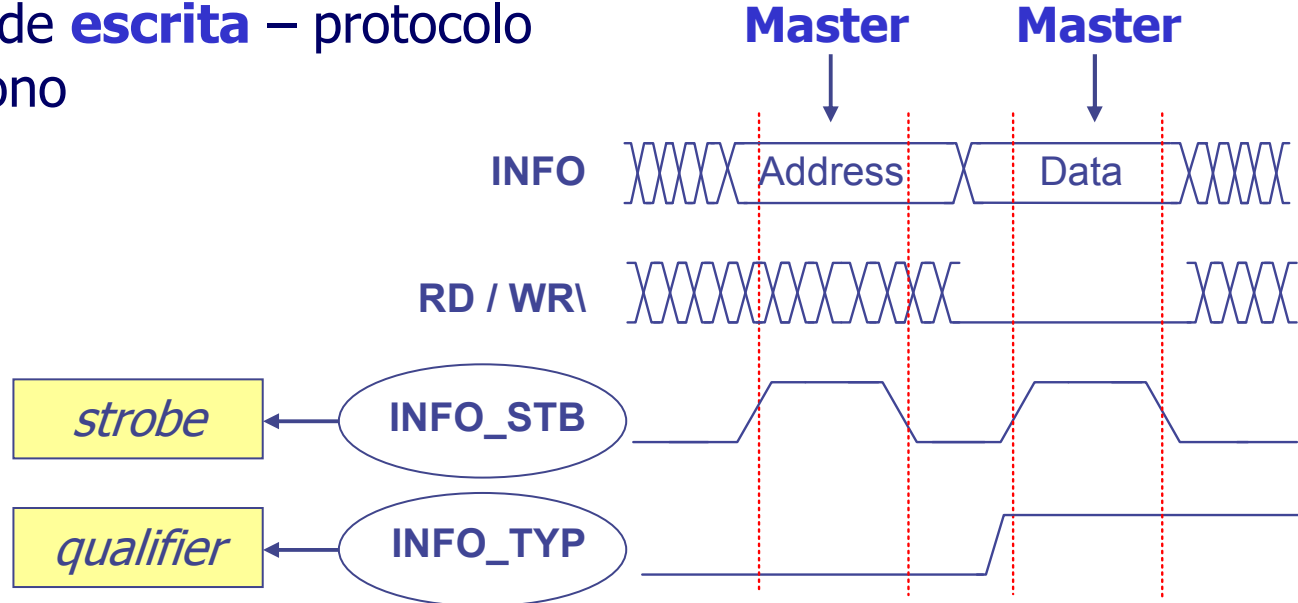 de escrita – protocolo
ono
Master Master
INFO Address Data
RD / WR\
strobe INFO_STB
qualifier INFO_TYP